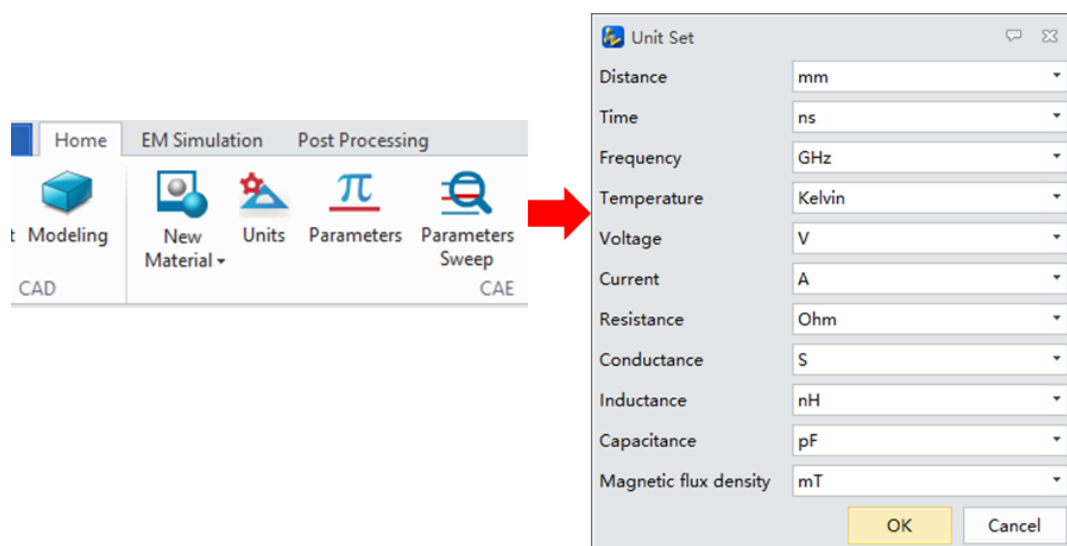 Home EM Simulation Post Processing
t Modeling New Units Parameters Parameters
Material Sweep
CAD CAE
Unit Set
Distance mm
Time ns
Frequency GHz
Temperature Kelvin
Voltage V
Current A
Resistance Ohm
Conductance S
Inductance nH
Capacitance pF
Magnetic flux density mT
OK Cancel